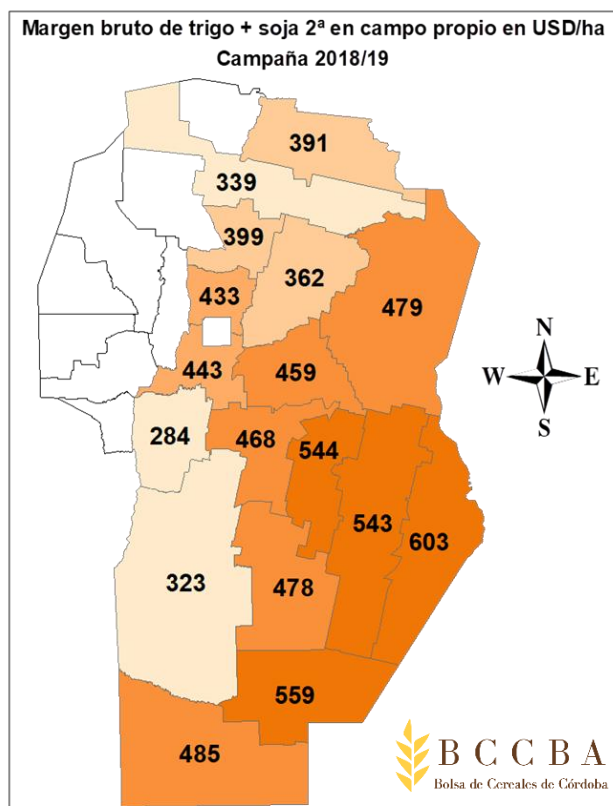 Margen bruto de trigo + soja 2ª en campo propio en USD/ha
Campaña 2018/19
391
339
399
362
433
479
443
459
284
468
544
543
603
323
478
559
485
N
W E
S
BCCBA
Bolsa de Cereales de Córdoba